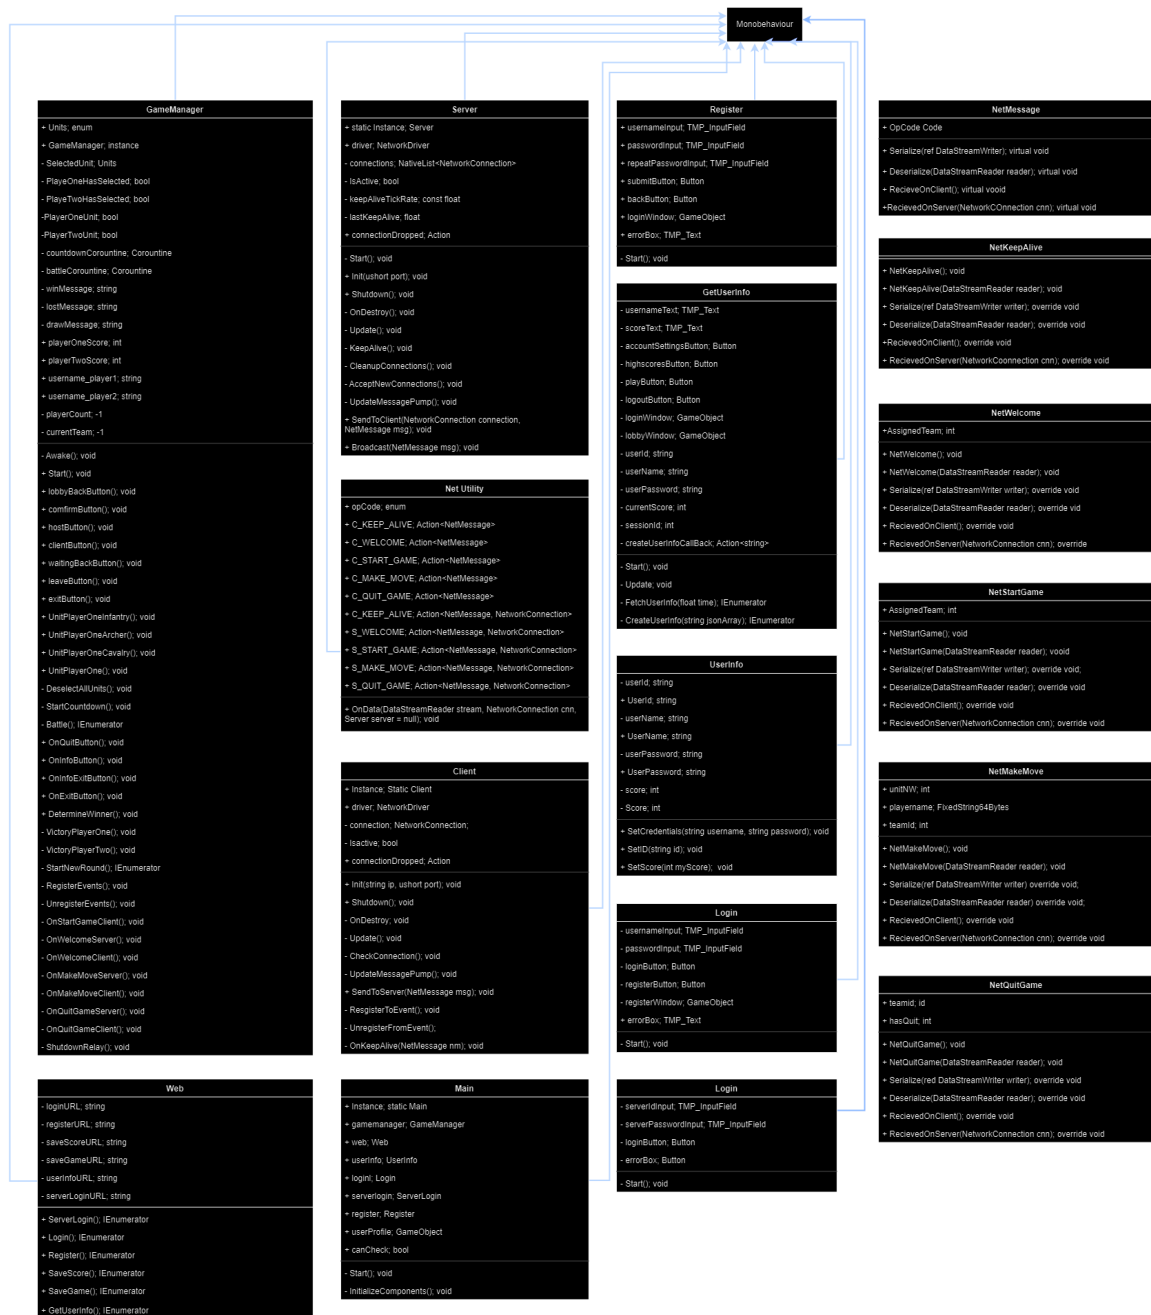 Monobehaviour
GameManager
+ Units; enum
+ GameManager; instance
- SelectedUnit; Units
- PlayeOneHasSelected; bool
- PlayeTwoHasSelected; bool
-PlayerOneUnit; bool
-PlayerTwoUnit; bool
- countdownCorountine; Corountine
- battleCorountine; Corountine
- winMessage; string
- lostMessage; string
- drawMessage; string
+ playerOneScore; int
+ playerTwoScore; int
+ username_player1; string
+ username_player2; string
- playerCount; -1
- currentTeam; -1
- Awake(); void
+ Start(); void
+ lobbyBackButton(); void
+ comfirmButton(); void
+ hostButton(); void
+ clientButton(); void
+ waitingBackButton(); void
+ leaveButton(); void
+ exitButton(); void
+ UnitPlayerOneInfantry(); void
+ UnitPlayerOneArcher(); void
+ UnitPlayerOneCavalry(); void
+ UnitPlayerOne(); void
- DeselectAllUnits(); void
- StartCountdown(); void
- Battle(); IEnumerator
+ OnQuitButton(); void
+ OnInfoButton(); void
+ OnInfoExitButton(); void
+ OnExitButton(); void
+ DetermineWinner(); void
- VictoryPlayerOne(); void
- VictoryPlayerTwo(); void
- StartNewRound(); IEnumerator
- RegisterEvents(); void
- UnregisterEvents(); void
- OnStartGameClient(); void
- OnWelcomeServer(); void
- OnWelcomeClient(); void
- OnMakeMoveServer(); void
- OnMakeMoveClient(); void
- OnQuitGameServer(); void
- OnQuitGameClient(); void
- ShutdownRelay(); void
Web
- loginURL; string
- registerURL; string
- saveScoreURL; string
- saveGameURL; string
- userInfoURL; string
- serverLoginURL; string
+ ServerLogin(); IEnumerator
+ Login(); IEnumerator
+ Register(); IEnumerator
+ SaveScore(); IEnumerator
+ SaveGame(); IEnumerator
+ GetUserInfo(); IEnumerator
Server
+ static Instance; Server
+ driver; NetworkDriver
- connections; NativeList<NetworkConnection>
- IsActive; bool
- keepAliveTickRate; const float
- lastKeepAlive; float
+ connectionDropped; Action
- Start(); void
+ Init(ushort port); void
+ Shutdown(); void
- OnDestroy(); void
- Update(); void
- KeepAlive(); void
- CleanupConnections(); void
- AcceptNewConnections(); void
- UpdateMessagePump(); void
+ SendToClient(NetworkConnection connection,
NetMessage msg); void
+ Broadcast(NetMessage msg); void
Net Utility
+ opCode; enum
+ C_KEEP_ALIVE; Action<NetMessage>
+ C_WELCOME; Action<NetMessage>
+ C_START_GAME; Action<NetMessage>
+ C_MAKE_MOVE; Action<NetMessage>
+ C_QUIT_GAME; Action<NetMessage>
+ C_KEEP_ALIVE; Action<NetMessage, NetworkConnection>
+ S_WELCOME; Action<NetMessage, NetworkConnection>
+ S_START_GAME; Action<NetMessage, NetworkConnection>
+ S_MAKE_MOVE; Action<NetMessage, NetworkConnection>
+ S_QUIT_GAME; Action<NetMessage, NetworkConnection>
+ OnData(DataStreamReader stream, NetworkConnection cnn,
Server server = null); void
Client
+ Instance; Static Client
+ driver; NetworkDriver
- connection; NetworkConnection;
- Isactive; bool
+ connectionDropped; Action
+ Init(string ip, ushort port); void
+ Shutdown(); void
- OnDestroy; void
- Update(); void
- CheckConnection(); void
- UpdateMessagePump(); void
+ SendToServer(NetMessage msg); void
- ResgisterToEvent(); void
- UnregisterFromEvent();
- OnKeepAlive(NetMessage nm); void
Main
+ Instance; static Main
+ gamemanager; GameManager
+ web; Web
+ userInfo; UserInfo
+ loginI; Login
+ serverlogin; ServerLogin
+ register; Register
+ userProfile; GameObject
+ canCheck; bool
- Start(); void
- InitializeComponents(); void
Register
+ usernameInput; TMP_InputField
+ passwordInput; TMP_InputField
+ repeatPasswordInput; TMP_InputField
+ submitButton; Button
+ backButton; Button
+ loginWindow; GameObject
+ errorBox; TMP_Text
- Start(); void
GetUserInfo
- usernameText; TMP_Text
- scoreText; TMP_Text
- accountSettingsButton; Button
- highscoresButton; Button
- playButton; Button
- logoutButton; Button
- loginWindow; GameObject
- lobbyWindow; GameObject
- userId; string
- userName; string
- userPassword; string
- currentScore; int
- sessionId; int
- createUserInfoCallBack; Action<string>
- Start(); void
- Update; void
- FetchUserInfo(float time); IEnumerator
- CreateUserInfo(string jsonArray); IEnumerator
UserInfo
- userId; string
+ UserId; string
- userName; string
+ UserName; string
- userPassword; string
+ UserPassword; string
- score; int
- Score; int
+ SetCredentials(string username, string password); void
+ SetID(string id); void
+ SetScore(int myScore); void
Login
- usernameInput; TMP_InputField
- passwordInput; TMP_InputField
- loginButton; Button
- registerButton; Button
- registerWindow; GameObject
+ errorBox; TMP_Text
- Start(); void
Login
- serverIdInput; TMP_InputField
- serverPasswordInput; TMP_InputField
- loginButton; Button
- errorBox; Button
- Start(); void
NetMessage
+ OpCode Code
+ Serialize(ref DataStreamWriter); virtual void
+ Deserialize(DataStreamReader reader); virtual void
+ RecieveOnClient(); virtual vooid
+RecievedOnServer(NetworkCOnnection cnn); virtual void
NetKeepAlive
+ NetKeepAlive(); void
+ NetKeepAlive(DataStreamReader reader); void
+ Serialize(ref DataStreamWriter writer); override void
+ Deserialize(DataStreamReader reader); override void
+RecievedOnClient(); override void
+ RecievedOnServer(NetworkCoonnection cnn); override void
NetWelcome
+AssignedTeam; int
+ NetWelcome(); void
+ NetWelcome(DataStreamReader reader); void
+ Serialize(ref DataStreamWriter writer); override void
+ Deserialize(DataStreamReader reader); override vid
+ RecievedOnClient(); override void
+ RecievedOnServer(NetworkConnection cnn); override
NetStartGame
+ AssignedTeam; int
+ NetStartGame(); void
+ NetStartGame(DataStreamReader reader); vooid
+ Serialize(ref DataStreamWriter writer); override void;
+ Deserialize(DataStreamReader reader); override void
+ RecievedOnClient(); override void
+ RecievedOnServer(NetworkConnection cnn); override void
NetMakeMove
+ unitNW; int
+ playername; FixedString64Bytes
+ teamId; int
+ NetMakeMove(); void
+ NetMakeMove(DataStreamReader reader); void
+ Serialize(ref DataStreamWriter writer) override void;
+ Deserialize(DataStreamReader reader) override void;
+ RecievedOnClient(); override void
+ RecievedOnServer(NetworkConnection cnn); override void
NetQuitGame
+ teamid; id
+ hasQuit; int
+ NetQuitGame(); void
+ NetQuitGame(DataStreamReader reader); void
+ Serialize(red DataStreamWriter writer); override void
+ Deserialize(DataStreamReader reader); override void
+ RecievedOnClient(); override void
+ RecievedOnServer(NetworkConnection cnn); override void